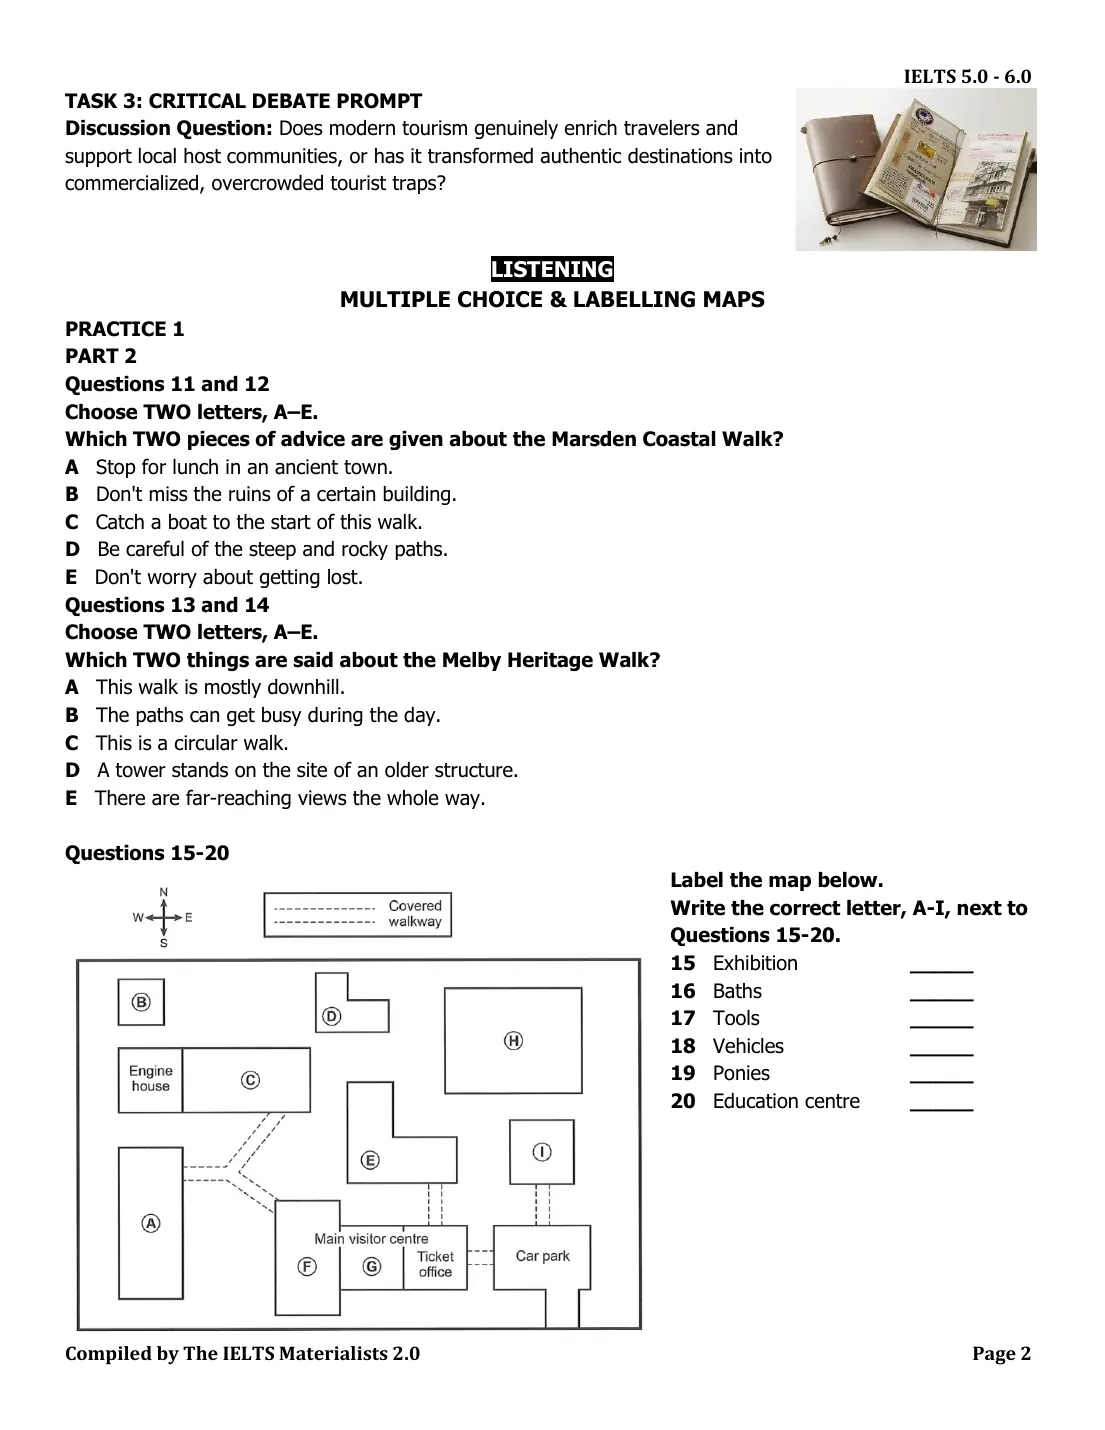 IELTS 5.0 - 6.0
TASK 3: CRITICAL DEBATE PROMPT
Discussion Question: Does modern tourism genuinely enrich travelers and
support local host communities, or has it transformed authentic destinations into
commercialized, overcrowded tourist traps?
LISTENING
MULTIPLE CHOICE & LABELLING MAPS
PRACTICE 1
PART 2
Questions 11 and 12
Choose TWO letters, A–E.
Which TWO pieces of advice are given about the Marsden Coastal Walk?
A Stop for lunch in an ancient town.
B Don't miss the ruins of a certain building.
C Catch a boat to the start of this walk.
D Be careful of the steep and rocky paths.
E Don't worry about getting lost.
Questions 13 and 14
Choose TWO letters, A–E.
Which TWO things are said about the Melby Heritage Walk?
A This walk is mostly downhill.
B The paths can get busy during the day.
C This is a circular walk.
D A tower stands on the site of an older structure.
E There are far-reaching views the whole way.
Questions 15-20
N
W E
S
Covered
walkway
B
D
H
Engine
house
C
E
I
A
Main visitor centre
F
G
Ticket
office
Car park
Label the map below.
Write the correct letter, A-I, next to
Questions 15-20.
15 Exhibition ______
16 Baths ______
17 Tools ______
18 Vehicles ______
19 Ponies ______
20 Education centre ______
Compiled by The IELTS Materialists 2.0
Page 2